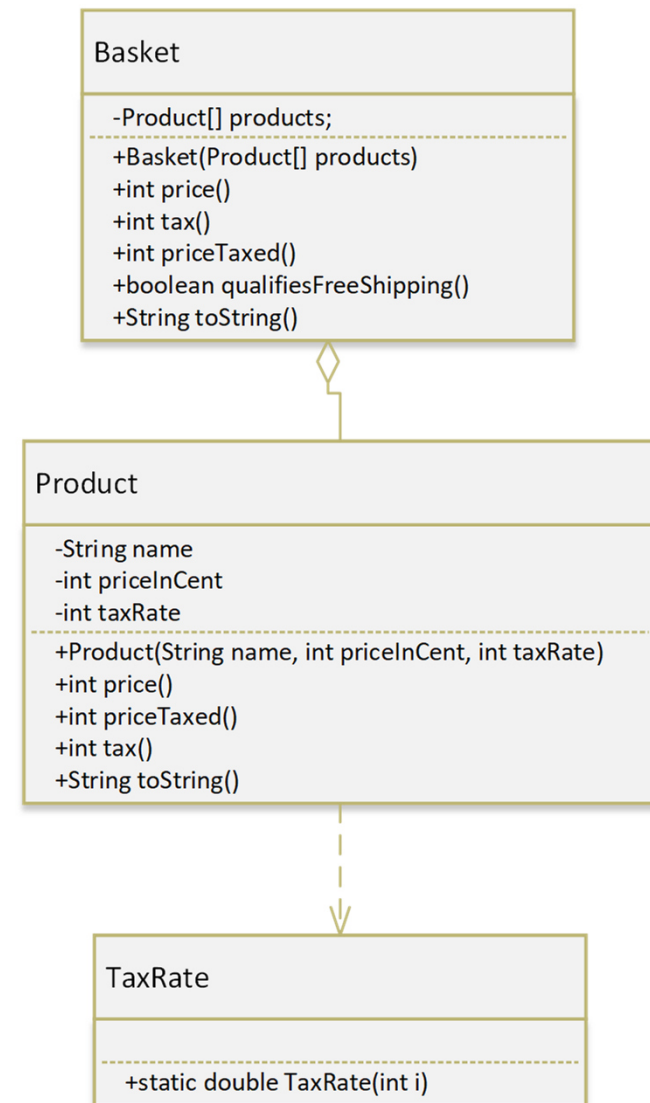 Basket
-Product[] products;
+Basket(Product[] products)
+int price()
+int tax()
+int priceTaxed()
+boolean qualifiesFreeShipping()
+String toString()
Product
-String name
-int priceInCent
-int taxRate
+Product(String name, int priceInCent, int taxRate)
+int price()
+int priceTaxed()
+int tax()
+String toString()
TaxRate
+static double TaxRate(int i)